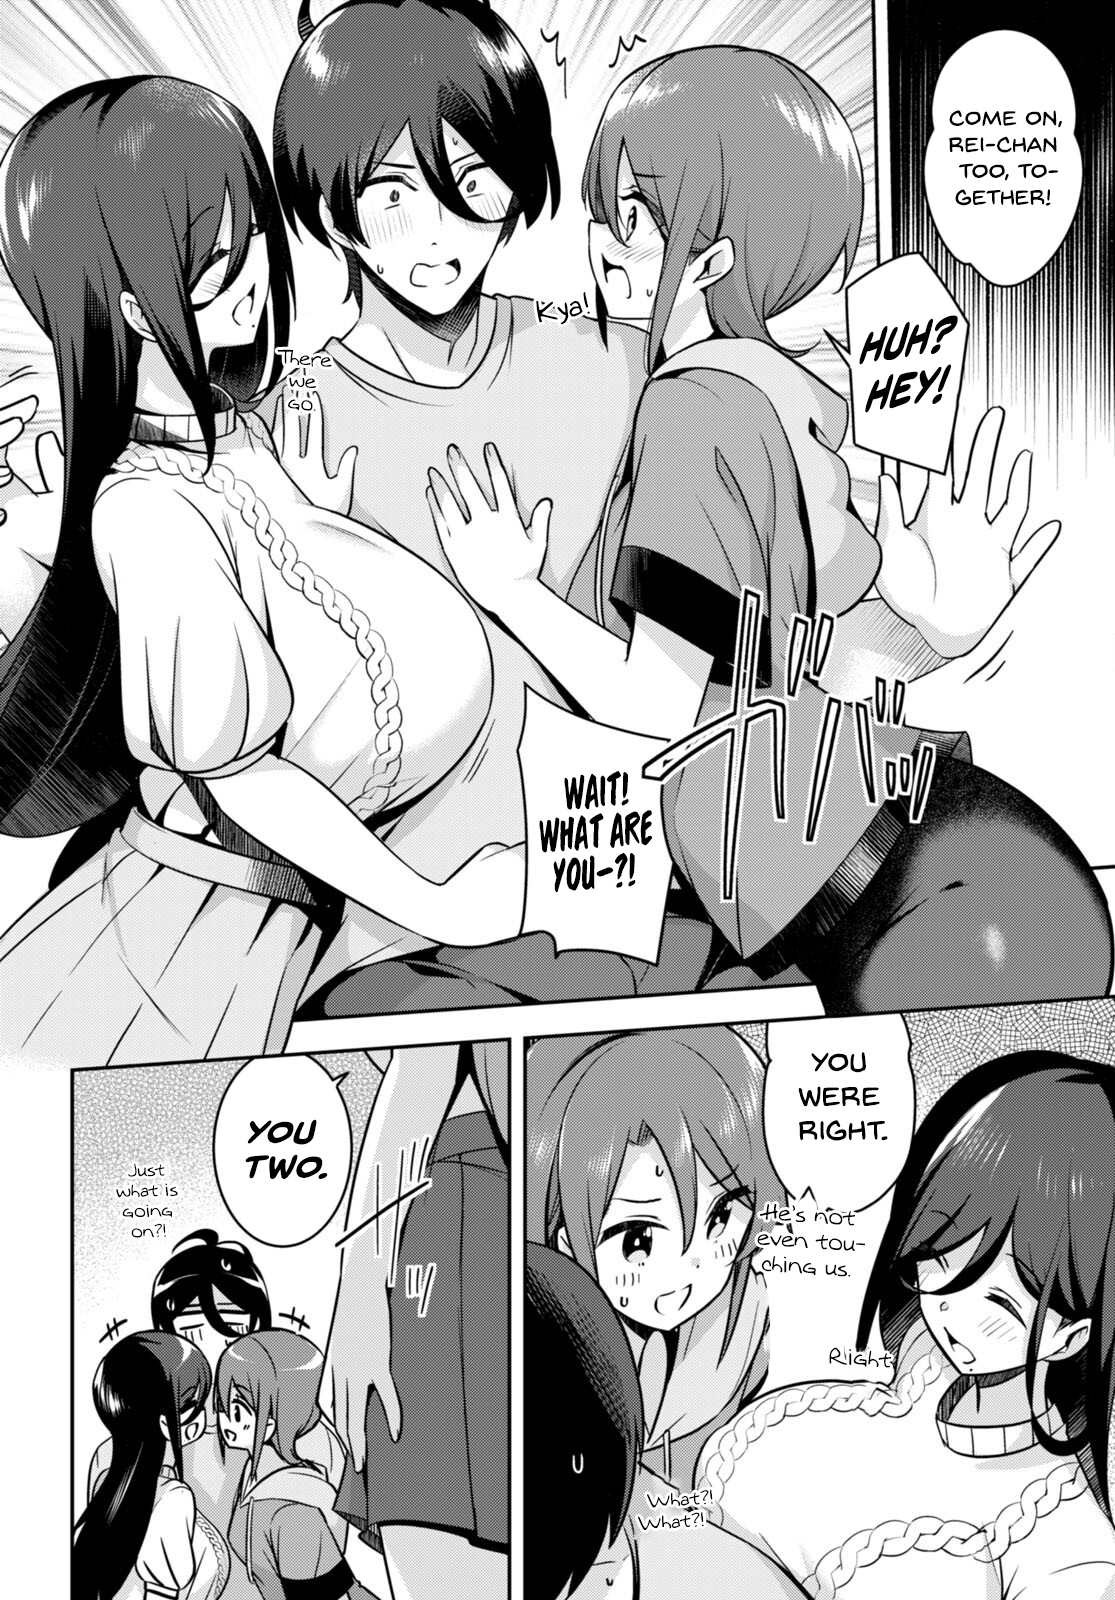 COME ON,
REI-CHAN
TOO, TO-
GETHER!
HUH?
HEY!
Kya!
There
we
go.
WAIT!
WHAT ARE
YOU-?!
YOU
WERE
RIGHT.
He's not
even tou-
ching us.
Right
What?!
What?!
YOU
TWO.
Just
what is
going
on?!